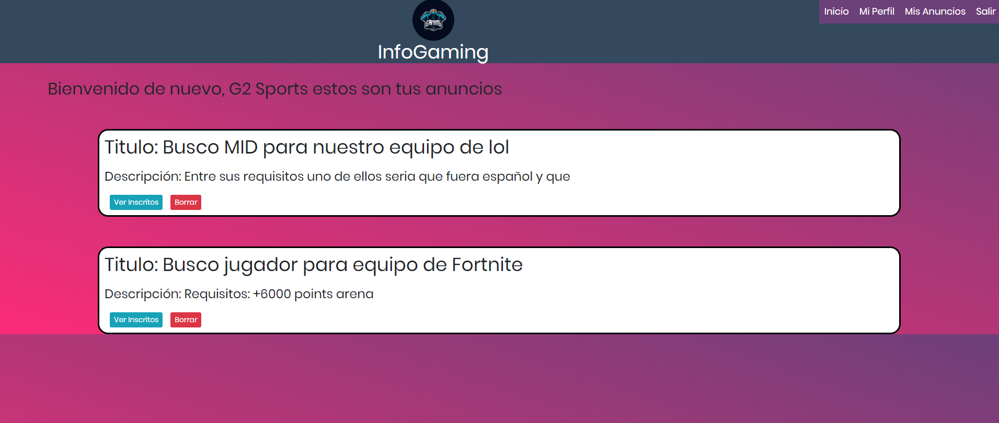 GAMING
Inicio Mi Perfil Mis Anuncios Salir
InfoGaming
Bienvenido de nuevo, G2 Sports estos son tus anuncios
Titulo: Busco MID para nuestro equipo de lol
Descripción: Entre sus requisitos uno de ellos seria que fuera español y que
Ver Inscritos Borrar
Titulo: Busco jugador para equipo de Fortnite
Descripción: Requisitos: +6000 points arena
Ver Inscritos Borrar